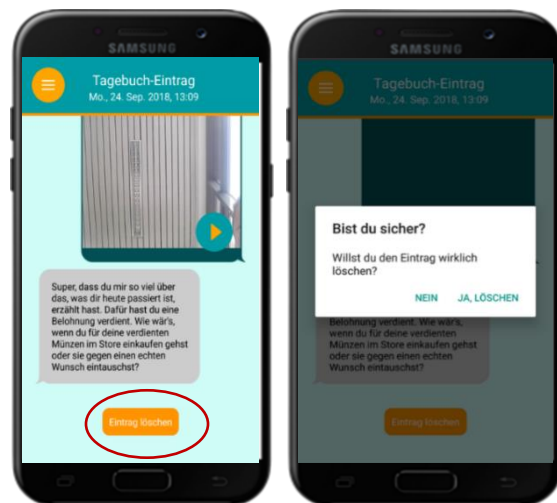 SAMSUNG
Tagebuch-Eintrag
Mo., 24. Sep. 2018, 13:09
Super, dass du mir so viel über
das, was dir heute passiert ist,
erzählt hast. Dafür hast du eine
Belohnung verdient. Wie wär's,
wenn du für deine verdienten
Münzen im Store einkaufen gehst
oder sie gegen einen echten
Wunsch eintauschst?
Eintrag löschen
SAMSUNG
Tagebuch-Eintrag
Mo., 24. Sep. 2018, 13:09
Bist du sicher?
Willst du den Eintrag wirklich
löschen?
NEIN JA, LÖSCHEN
Belohnung verdient. Wie wär's,
wenn du für deine verdienten
Münzen im Store einkaufen gehst
oder sie gegen einen echten
Wunsch eintauschst?
Eintrag löschen